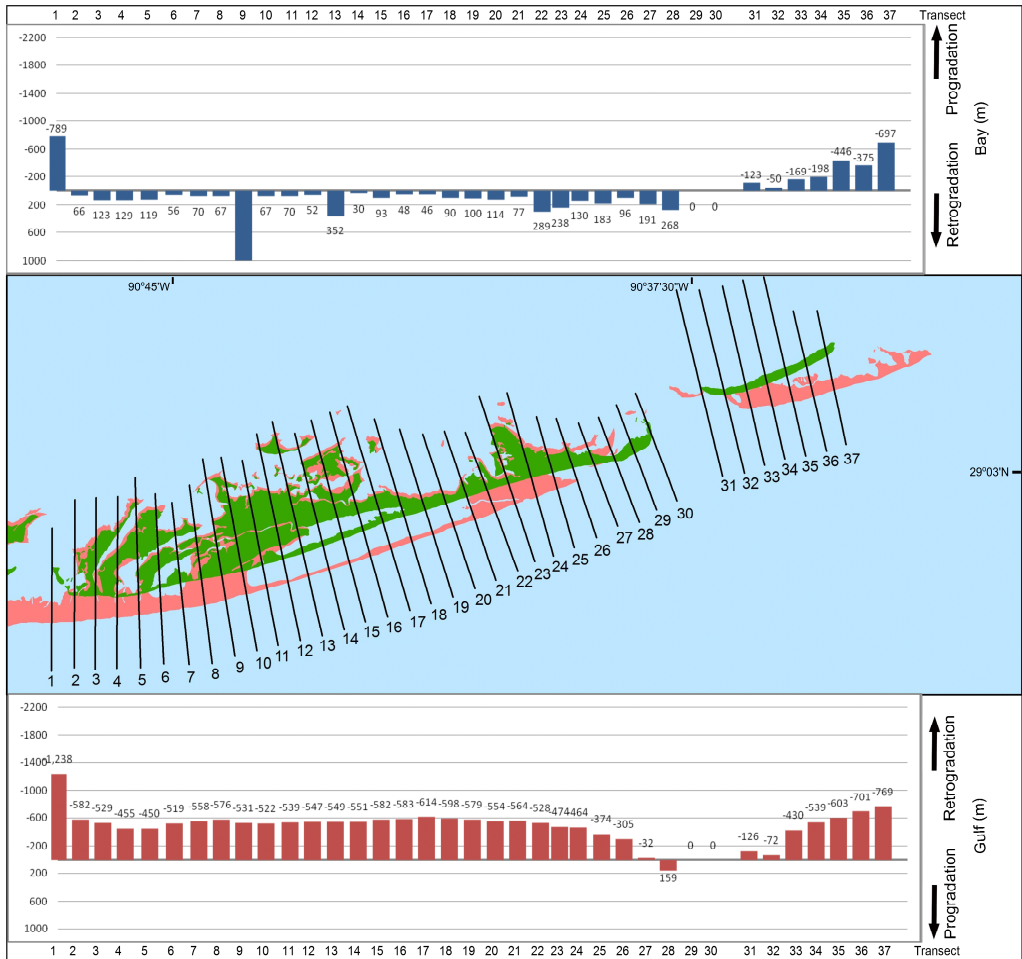 1 2 3 4 5 6 7 8 9 10 11 12 13 14 15 16 17 18 19 20 21 22 23 24 25 26 27 28 29 30 31 32 33 34 35 36 37 Transect
-2200
-1800
-1400
-1000
-600
-200
200
600
1000
-789 66 123 129 119 56 70 67 67 70 52 352 30 93 48 46 90 100 114 77 289 238 130 183 96 191 268 0 0 -123 -50 -169 -198 -446 -375 -697
Progradation
Retrogradation
Bay (m)
90°45'W 90°37'30"W
29°03'N
1 2 3 4 5 6 7 8 9 10 11 12 13 14 15 16 17 18 19 20 21 22 23 24 25 26 27 28 29 30 31 32 33 34 35 36 37
-2200
-1800
-1400
-1000
-600
-200
200
600
1000
-1,238 -582 -529 -455 -450 -519 558 -576 -531 -522 -539 -547 -549 -551 -582 -583 -614 -598 -579 554 -564 -528 -474 464 -374 -305 -32 159 0 0 -126 -72 -430 -539 -603 -701 -769
Retrogradation
Progradation
Gulf (m)
1 2 3 4 5 6 7 8 9 10 11 12 13 14 15 16 17 18 19 20 21 22 23 24 25 26 27 28 29 30 31 32 33 34 35 36 37 Transect